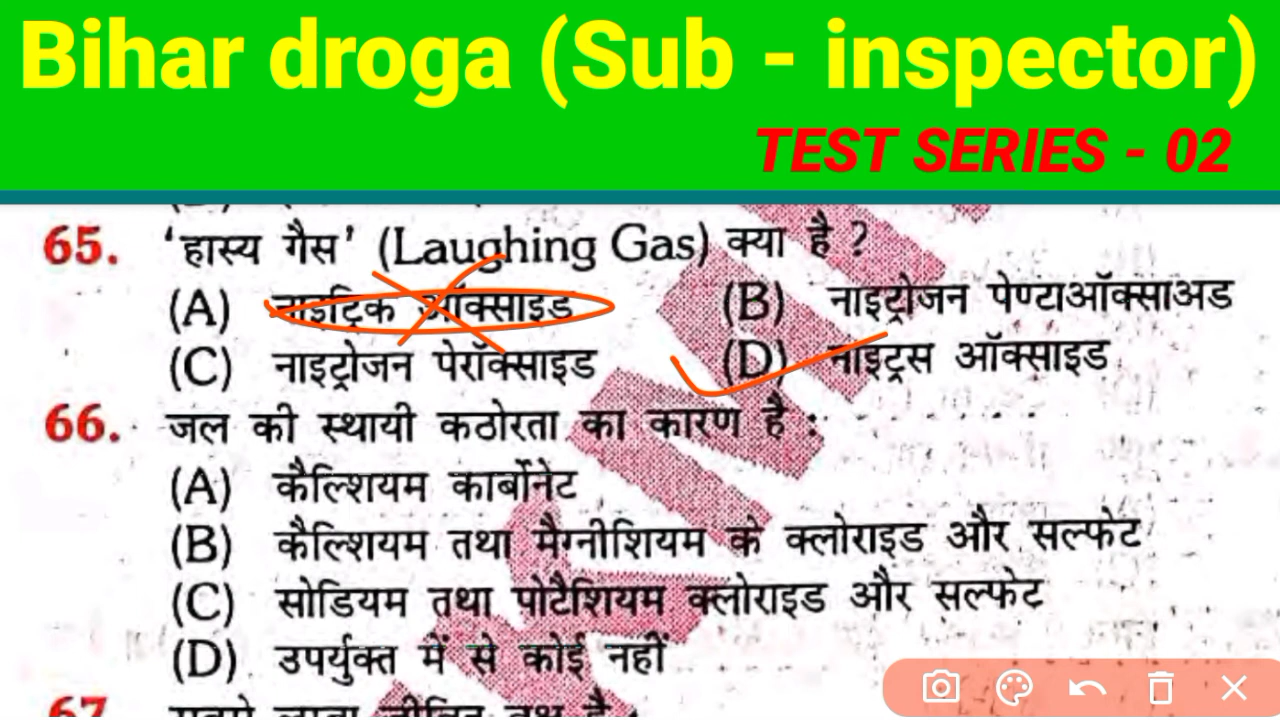 Bihar droga (Sub - inspector)
TEST SERIES - 02
65. 'हास्य गैस' (Laughing Gas) क्या है ?
(A) नाइट्रिक ऑक्साइड (B) नाइट्रोजन पेण्टाऑक्साअड
(C) नाइट्रोजन पेरॉक्साइड (D) नाइट्रस ऑक्साइड
66. जल की स्थायी कठोरता का कारण है :
(A) कैल्शियम कार्बोनेट
(B) कैल्शियम तथा मैग्नीशियम के क्लोराइड और सल्फेट
(C) सोडियम तथा पोटैशियम क्लोराइड और सल्फेट
(D) उपर्युक्त में से कोई नहीं
67.